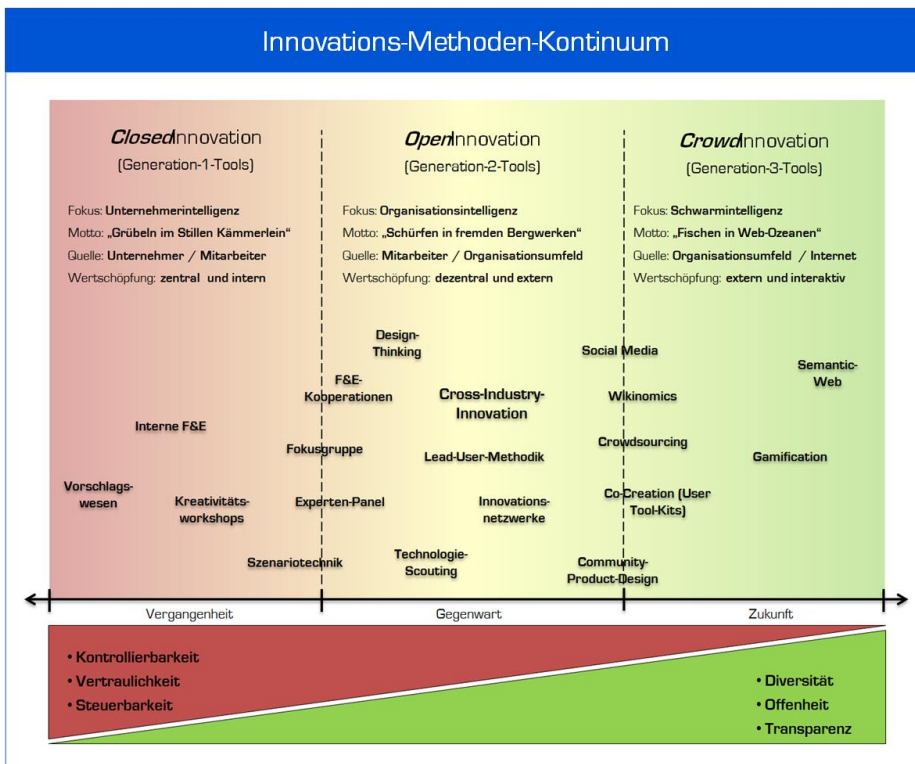 Innovations-Methoden-Kontinuum
ClosedInnovation
(Generation-1-Tools)
Fokus: Unternehmerintelligenz
Motto: „Grübeln im Stillen Kämmerlein“
Quelle: Unternehmer / Mitarbeiter
Wertschöpfung: zentral und intern
OpenInnovation
(Generation-2-Tools)
Fokus: Organisationsintelligenz
Motto: „Schürfen in fremden Bergwerken“
Quelle: Mitarbeiter / Organisationsumfeld
Wertschöpfung: dezentral und extern
CrowdInnovation
(Generation-3-Tools)
Fokus: Schwarmintelligenz
Motto: „Fischen in Web-Ozeanen“
Quelle: Organisationsumfeld / Internet
Wertschöpfung: extern und interaktiv
Design-
Thinking
Social Media
Semantic-
Web
F&E-
Kooperationen
Cross-Industry-
Innovation
Wikinomics
Interne F&E
Fokusgruppe
Lead-User-Methodik
Crowdsourcing
Gamification
Vorschlags-
wesen
Kreativitäts-
workshops
Experten-Panel
Innovations-
netzwerke
Co-Creation (User
Tool-Kits)
Szenariotechnik
Technologie-
Scouting
Community-
Product-Design
Vergangenheit
Gegenwart
Zukunft
• Kontrollierbarkeit
• Vertraulichkeit
• Steuerbarkeit
• Diversität
• Offenheit
• Transparenz